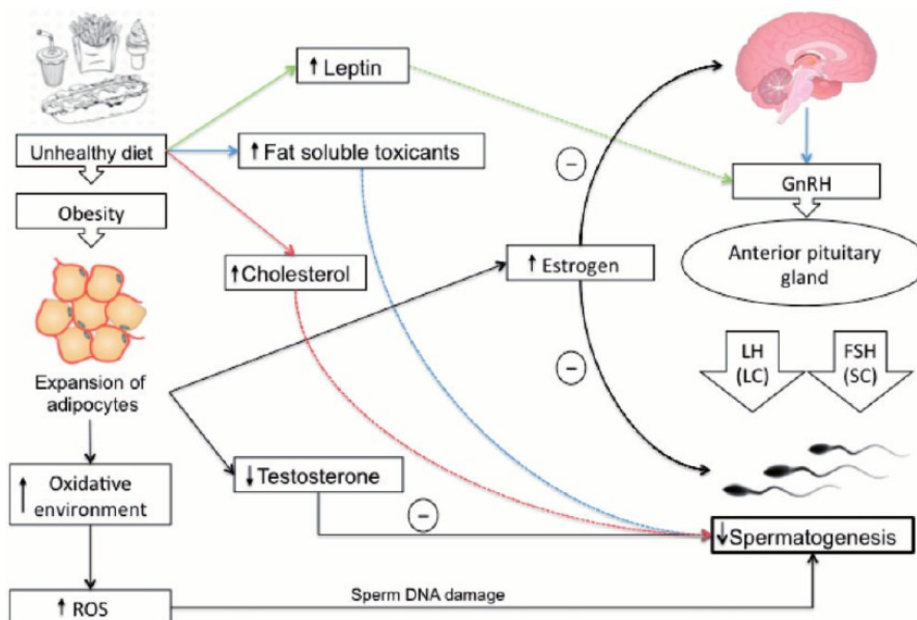 ↑ Leptin
Unhealthy diet
↑ Fat soluble toxicants
GnRH
Obesity
↑ Cholesterol
↑ Estrogen
Anterior pituitary
gland
Expansion of
adipocytes
LH
(LC)
FSH
(SC)
↑ Oxidative
environment
↓ Testosterone
↓ Spermatogenesis
↑ ROS
Sperm DNA damage
−
−
−